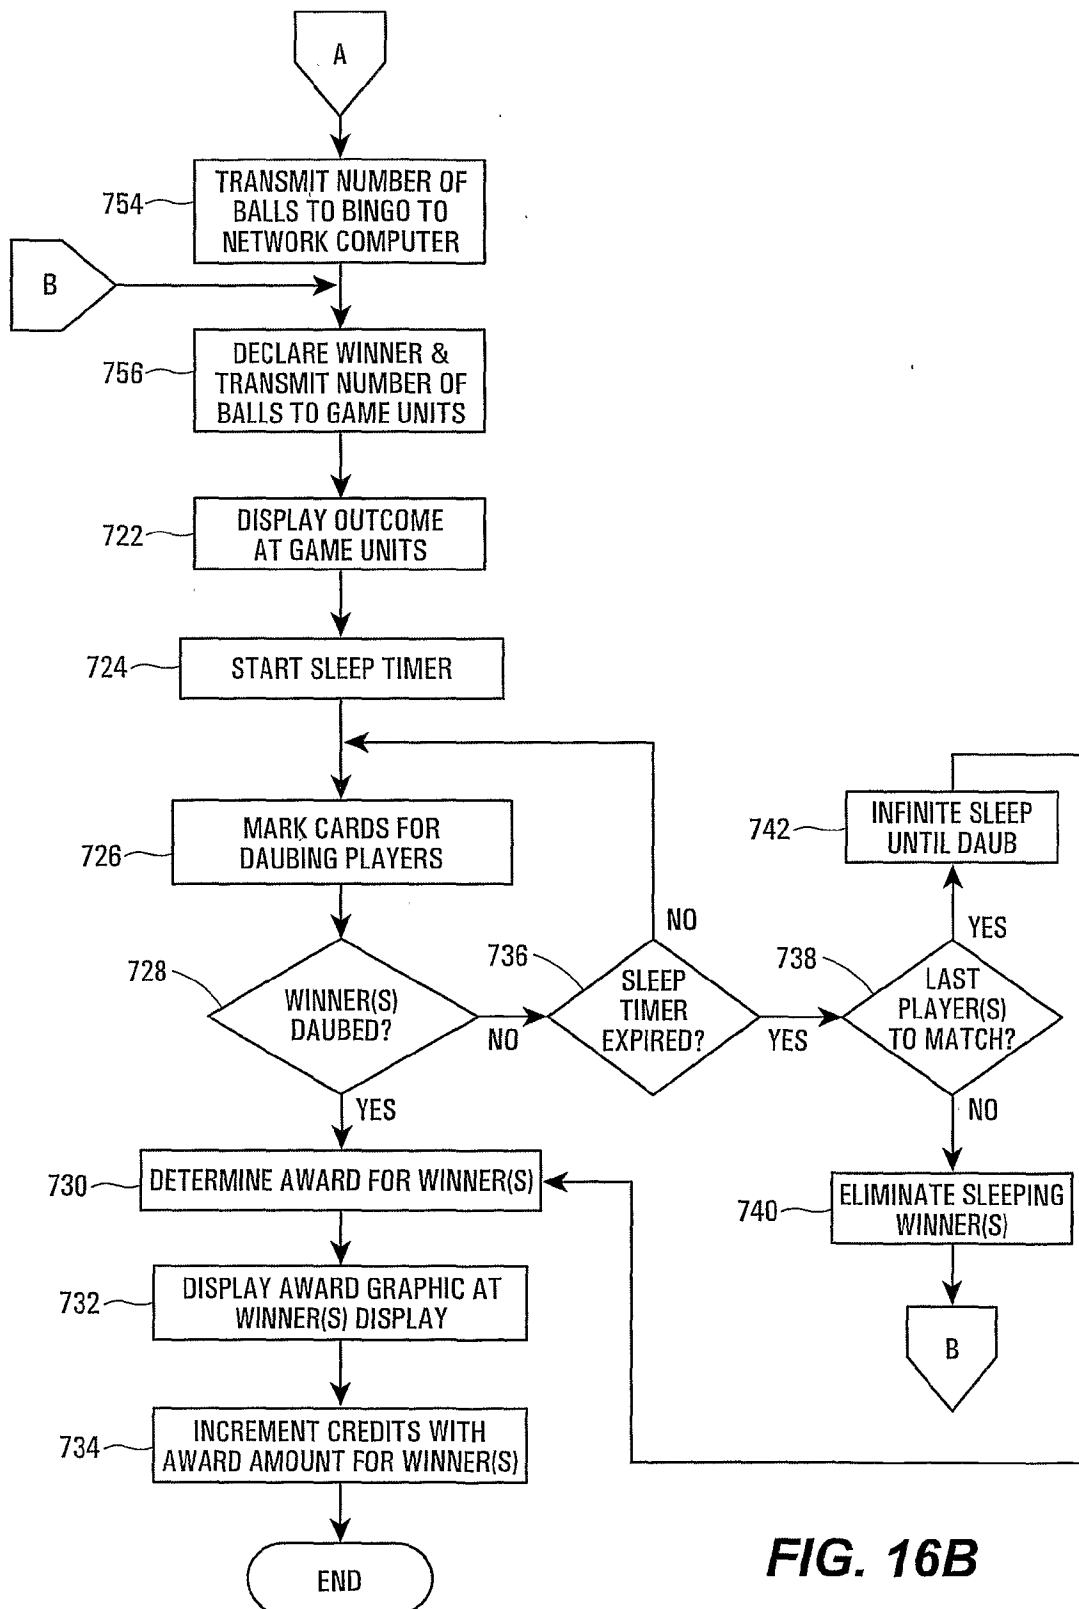 A
754
TRANSMIT NUMBER OF
BALLS TO BINGO TO
NETWORK COMPUTER
B
756
DECLARE WINNER &
TRANSMIT NUMBER OF
BALLS TO GAME UNITS
722
DISPLAY OUTCOME
AT GAME UNITS
724
START SLEEP TIMER
726
MARK CARDS FOR
DAUBING PLAYERS
728
WINNER(S)
DAUBED?
NO
YES
736
SLEEP
TIMER
EXPIRED?
NO
YES
738
LAST
PLAYER(S)
TO MATCH?
YES
NO
742
INFINITE SLEEP
UNTIL DAUB
740
ELIMINATE SLEEPING
WINNER(S)
B
730
DETERMINE AWARD FOR WINNER(S)
732
DISPLAY AWARD GRAPHIC AT
WINNER(S) DISPLAY
734
INCREMENT CREDITS WITH
AWARD AMOUNT FOR WINNER(S)
END
FIG. 16B